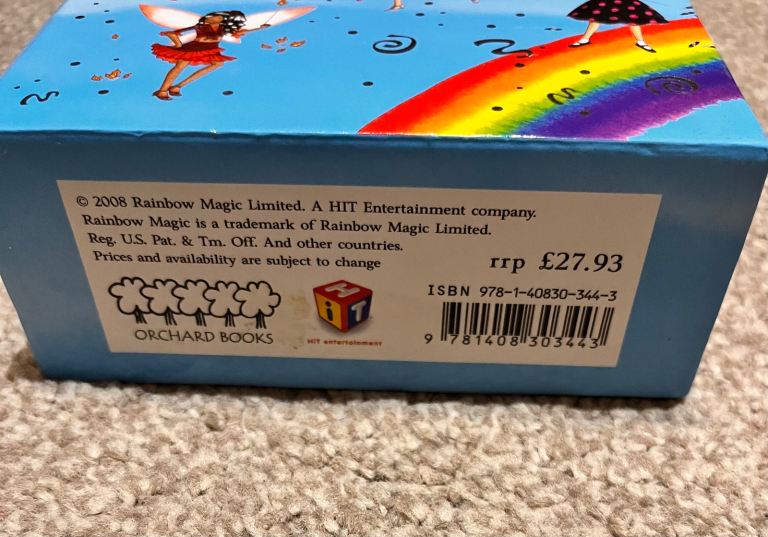 © 2008 Rainbow Magic Limited. A HIT Entertainment company.
Rainbow Magic is a trademark of Rainbow Magic Limited.
Reg. U.S. Pat. & Tm. Off. And other countries.
Prices and availability are subject to change
rrp £27.93
ORCHARD BOOKS
HiT
HiT entertainment
ISBN 978-1-40830-344-3
9 781408 303443